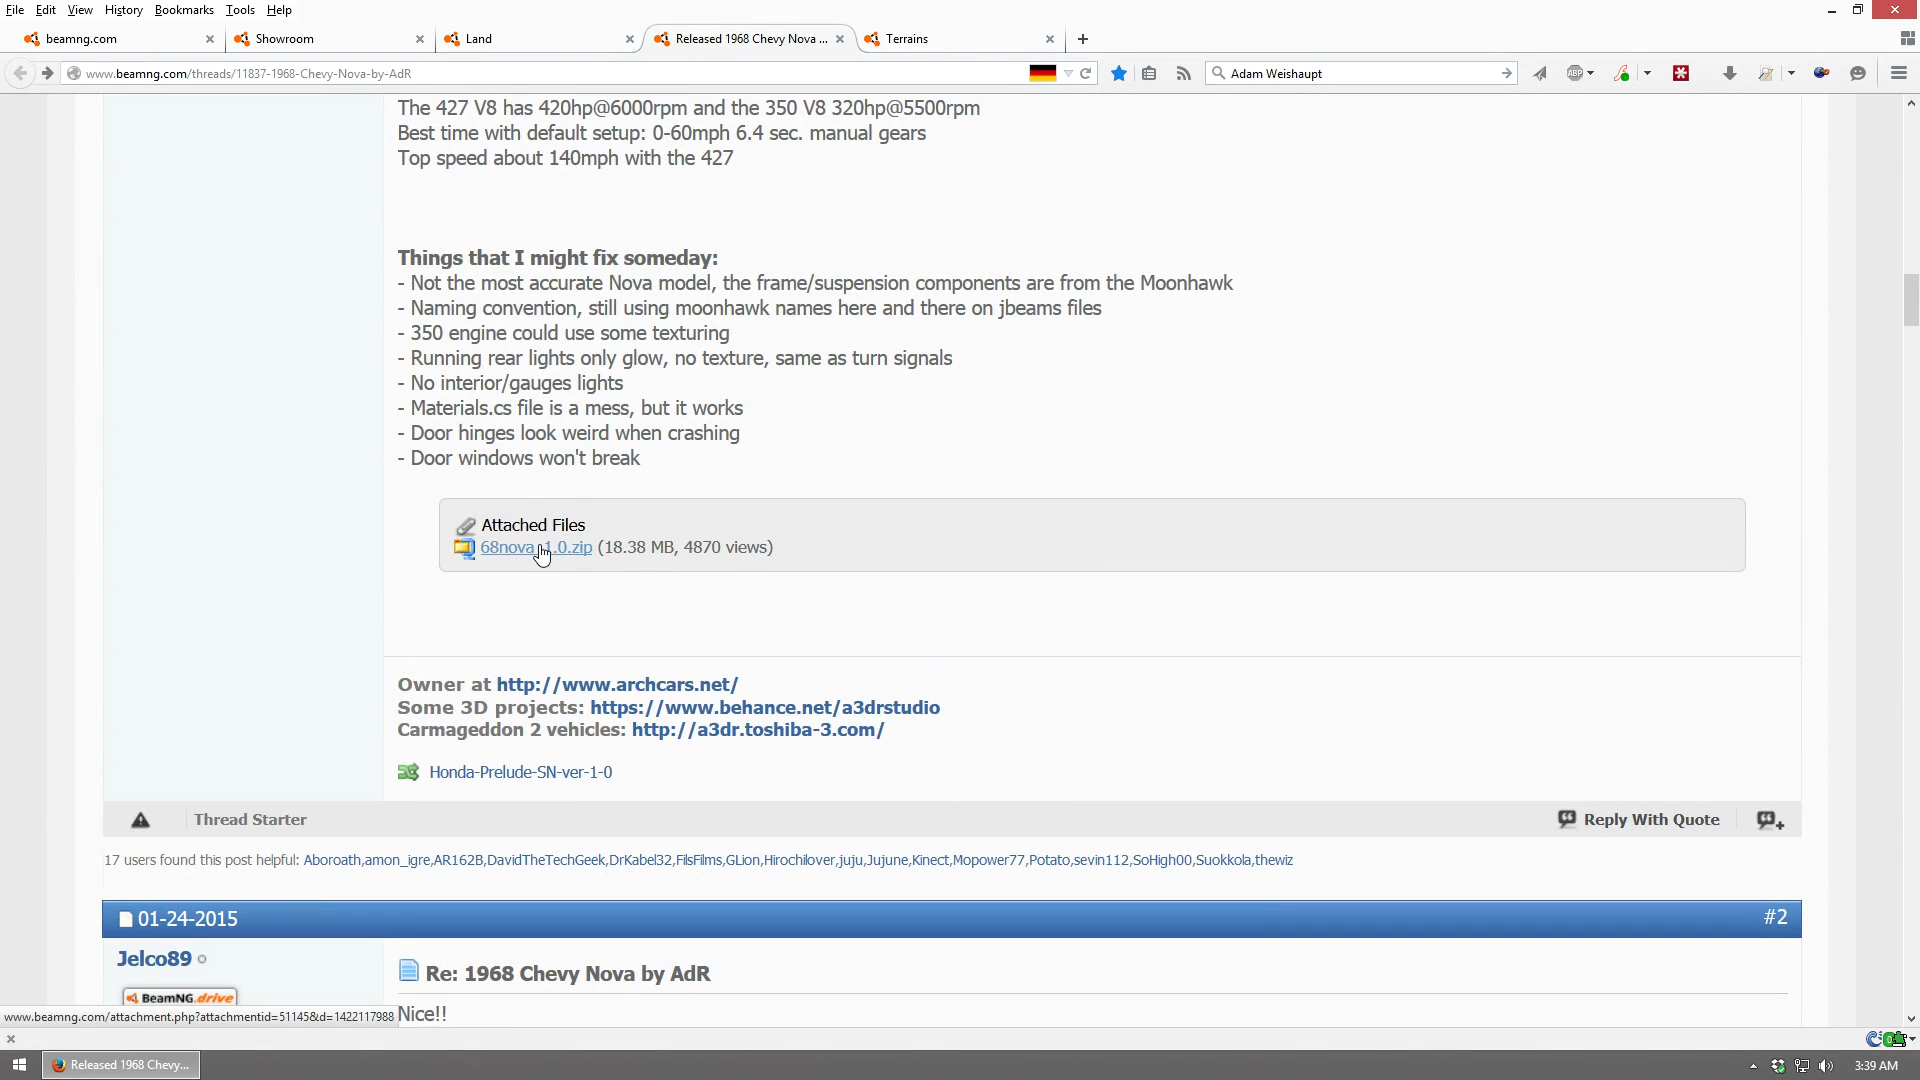 File Edit View History Bookmarks Tools Help
beamng.com Showroom Land Released 1968 Chevy Nova ... Terrains
www.beamng.com/threads/11837-1968-Chevy-Nova-by-AdR Adam Weishaupt ABP
The 427 V8 has 420hp@6000rpm and the 350 V8 320hp@5500rpm
Best time with default setup: 0-60mph 6.4 sec. manual gears
Top speed about 140mph with the 427
Things that I might fix someday:
- Not the most accurate Nova model, the frame/suspension components are from the Moonhawk
- Naming convention, still using moonhawk names here and there on jbeams files
- 350 engine could use some texturing
- Running rear lights only glow, no texture, same as turn signals
- No interior/gauges lights
- Materials.cs file is a mess, but it works
- Door hinges look weird when crashing
- Door windows won't break
Attached Files
68nova_1.0.zip (18.38 MB, 4870 views)
Owner at http://www.archcars.net/
Some 3D projects: https://www.behance.net/a3drstudio
Carmageddon 2 vehicles: http://a3dr.toshiba-3.com/
Honda-Prelude-SN-ver-1-0
Thread Starter Reply With Quote
17 users found this post helpful: Aboroath,amon_igre,AR162B,DavidTheTechGeek,DrKabel32,FilsFilms,GLion,Hirochilover,juju,Jujune,Kinect,Mopower77,Potato,sevin112,SoHigh00,Suokkola,thewiz
01-24-2015 #2
Jelco89
Re: 1968 Chevy Nova by AdR
BeamNG.drive
Nice!!
www.beamng.com/attachment.php?attachmentid=51145&d=1422117988
Released 1968 Chevy... 3:39 AM